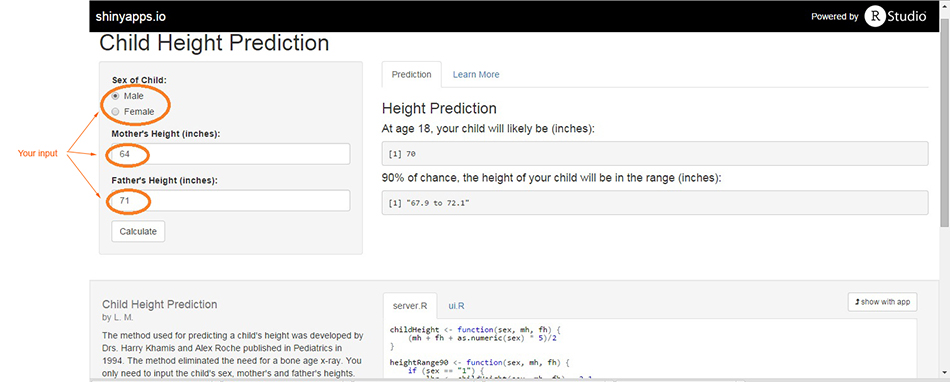 shinyapps.io
Powered by R Studio
Child Height Prediction
Sex of Child:
Male
Female
Mother's Height (inches):
64
Father's Height (inches):
71
Calculate
Your input
Prediction
Learn More
Height Prediction
At age 18, your child will likely be (inches):
[1] 70
90% of chance, the height of your child will be in the range (inches):
[1] "67.9 to 72.1"
Child Height Prediction
by L. M.
The method used for predicting a child's height was developed by
Drs. Harry Khamis and Alex Roche published in Pediatrics in
1994. The method eliminated the need for a bone age x-ray. You
only need to input the child's sex, mother's and father's heights.
server.R
ui.R
show with app
childHeight <- function(sex, mh, fh) {
(mh + fh + as.numeric(sex) * 5)/2
}
heightRange90 <- function(sex, mh, fh) {
if (sex == "1") {